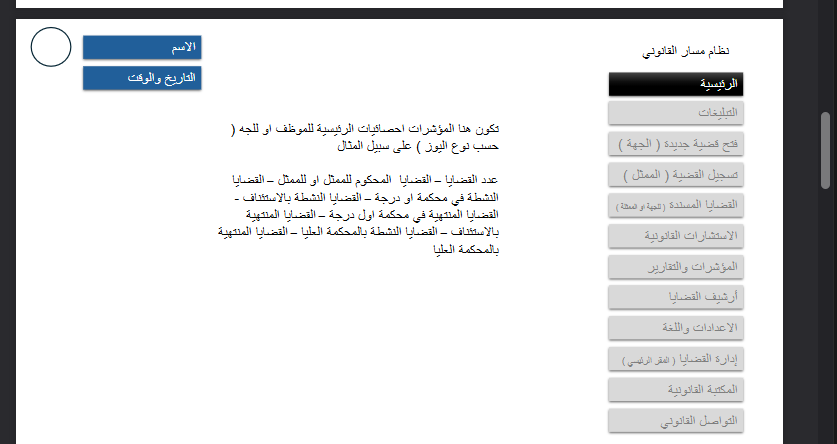 نظام مسار القانوني
الاسم
التاريخ والوقت
الرئيسية
التبليغات
فتح قضية جديدة ( الجهة )
تسجيل القضية ( الممثل )
القضايا المسندة ( للجهة او الممثلة )
الاستشارات القانونية
المؤشرات والتقارير
أرشيف القضايا
الاعدادات واللغة
إدارة القضايا ( المقر الرئيسي )
المكتبة القانونية
التواصل القانوني
تكون هنا المؤشرات احصائيات الرئيسية للموظف او للجه (
حسب نوع اليوز ) على سبيل المثال
عدد القضايا – القضايا المحكوم للممثل او للممثل – القضايا
النشطة في محكمة او درجة – القضايا النشطة بالاستئناف -
القضايا المنتهية في محكمة اول درجة – القضايا المنتهية
بالاستئناف – القضايا النشطة بالمحكمة العليا – القضايا المنتهية
بالمحكمة العليا